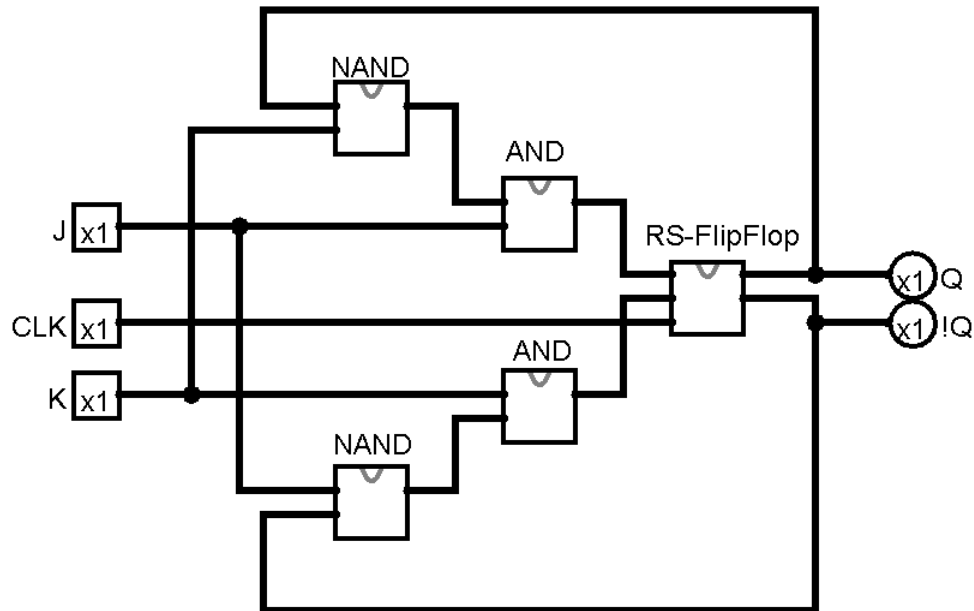 NAND
AND
J x1
RS-FlipFlop
x1 Q
CLK x1
x1 !Q
AND
K x1
NAND